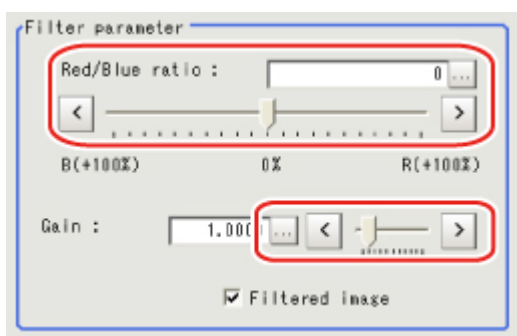 Filter parameter
Red/Blue ratio :
0 ...
< >
B(+100%) 0% R(+100%)
Gain : 1.000 ... < >
Filtered image